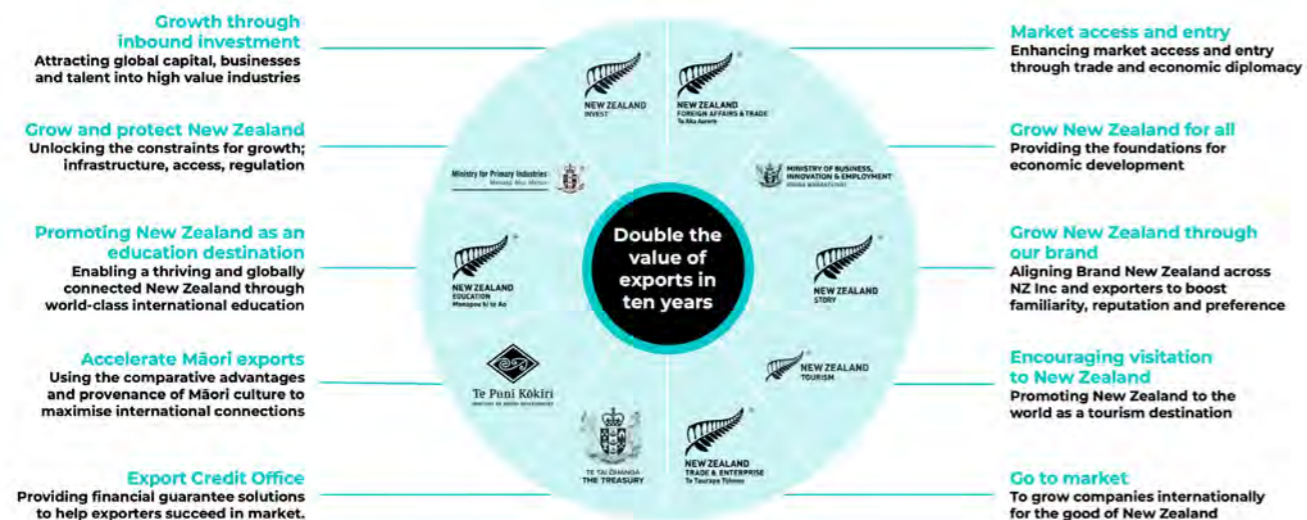 Growth through
inbound investment
Attracting global capital, businesses
and talent into high value industries
Grow and protect New Zealand
Unlocking the constraints for growth;
infrastructure, access, regulation
Promoting New Zealand as an
education destination
Enabling a thriving and globally
connected New Zealand through
world-class international education
Accelerate Māori exports
Using the comparative advantages
and provenance of Māori culture to
maximise international connections
Export Credit Office
Providing financial guarantee solutions
to help exporters succeed in market.
NEW ZEALAND
INVEST
NEW ZEALAND
FOREIGN AFFAIRS & TRADE
Ministry for Primary Industries
MINISTRY OF BUSINESS,
INNOVATION & EMPLOYMENT
NEW ZEALAND
EDUCATION
Double the
value of
exports in
ten years
NEW ZEALAND
STORY
Te Puni Kōkiri
NEW ZEALAND
TOURISM
THE TREASURY
NEW ZEALAND
TRADE & ENTERPRISE
Market access and entry
Enhancing market access and entry
through trade and economic diplomacy
Grow New Zealand for all
Providing the foundations for
economic development
Grow New Zealand through
our brand
Aligning Brand New Zealand across
NZ Inc and exporters to boost
familiarity, reputation and preference
Encouraging visitation
to New Zealand
Promoting New Zealand to the
world as a tourism destination
Go to market
To grow companies internationally
for the good of New Zealand